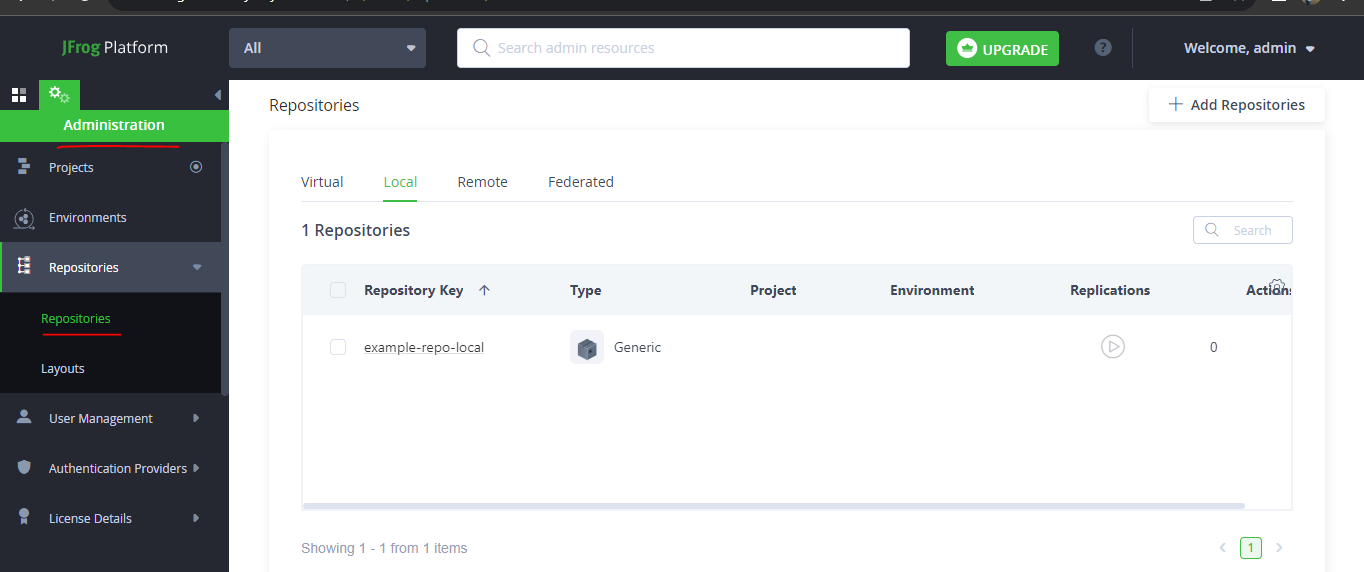 JFrog Platform
All
Search admin resources
UPGRADE
?
Welcome, admin
Administration
Projects
Environments
Repositories
Repositories
Layouts
User Management
Authentication Providers
License Details
Repositories
Add Repositories
Virtual Local Remote Federated
1 Repositories
Search
Repository Key Type Project Environment Replications Actions
example-repo-local Generic 0
Showing 1 - 1 from 1 items
1